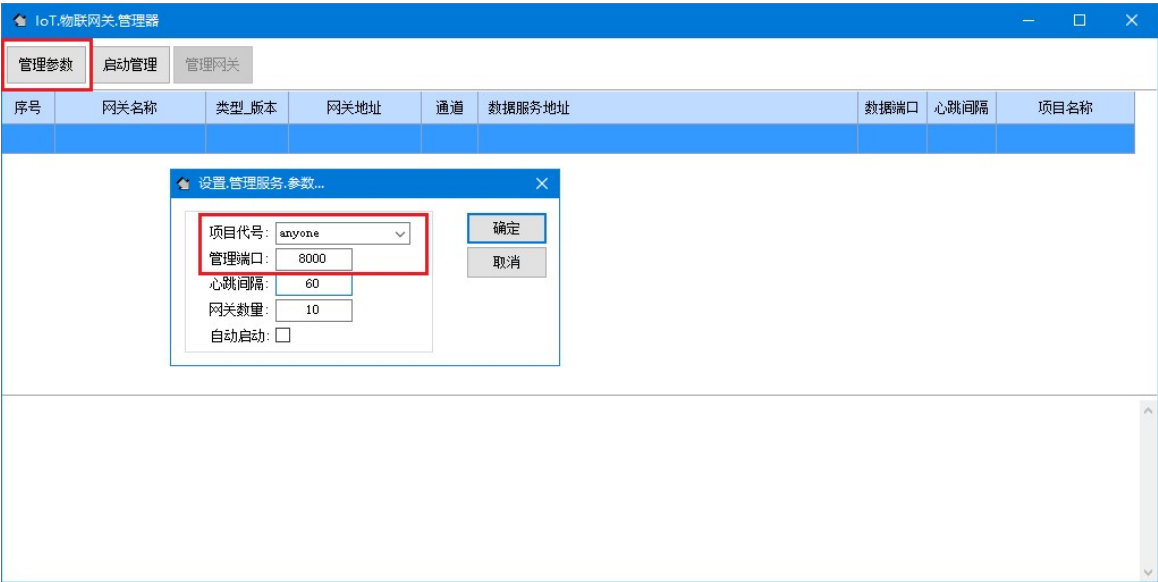 IoT.物联网关.管理器
管理参数 启动管理 管理网关
序号 网关名称 类型_版本 网关地址 通道 数据服务地址 数据端口 心跳间隔 项目名称
设置.管理服务.参数...
项目代号: anyone 确定
管理端口: 8000 取消
心跳间隔: 60
网关数量: 10
自动启动: